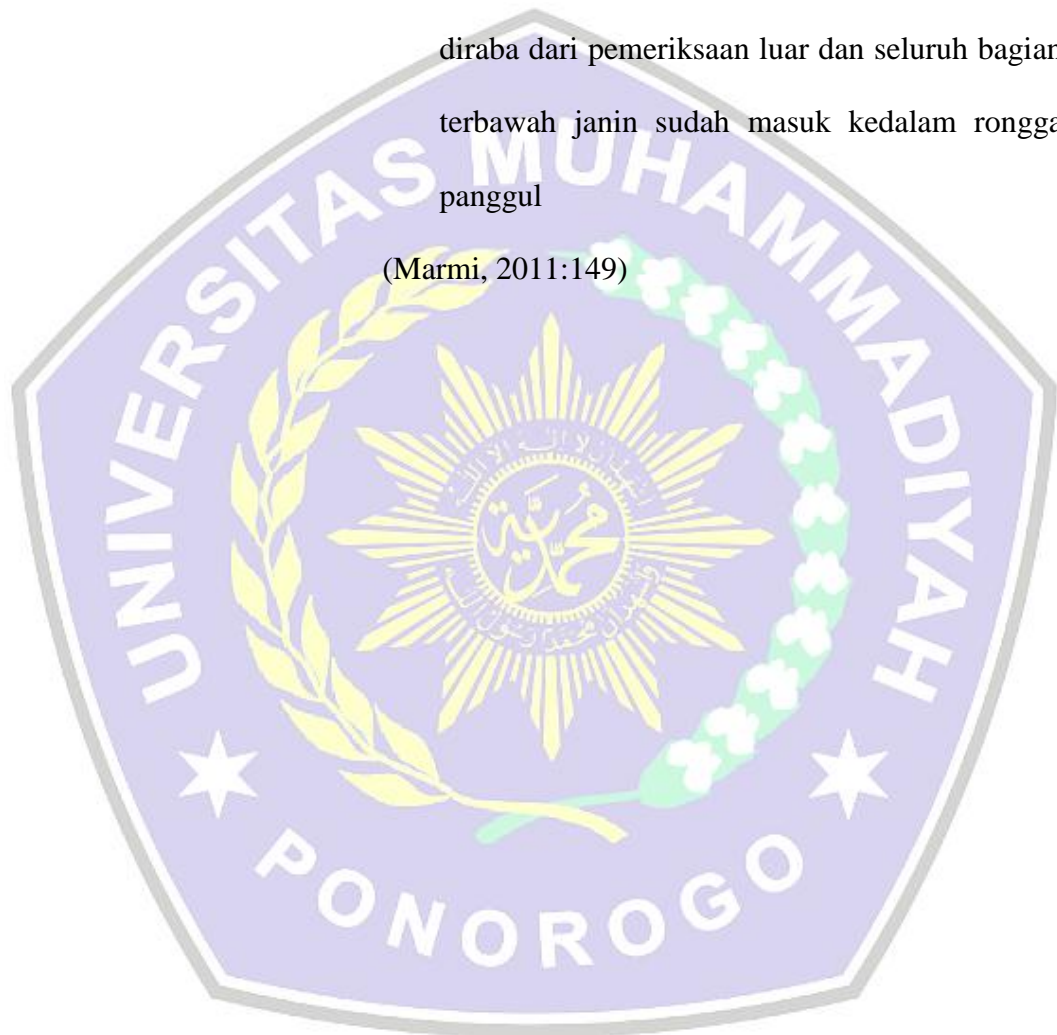 diraba dari pemeriksaan luar dan seluruh bagian
terbawah janin sudah masuk kedalam rongga
panggul
(Marmi, 2011:149)
UNIVERSITAS MUHAMMADIYAH
PONOROGO
محمدية